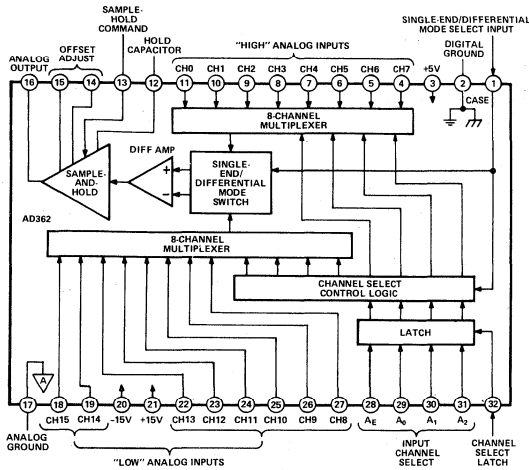 SAMPLE-
HOLD
COMMAND
HOLD
CAPACITOR
OFFSET
ADJUST
ANALOG
OUTPUT
"HIGH" ANALOG INPUTS
SINGLE-END/DIFFERENTIAL
MODE SELECT INPUT
DIGITAL
GROUND
CH0 CH1 CH2 CH3 CH4 CH5 CH6 CH7 +5V
16 15 14 13 12 11 10 9 8 7 6 5 4 3 2 1
CASE
8-CHANNEL
MULTIPLEXER
DIFF AMP
SAMPLE-
AND-
HOLD
+
−
SINGLE-
END/
DIFFERENTIAL
MODE
SWITCH
AD362
8-CHANNEL
MULTIPLEXER
CHANNEL SELECT
CONTROL LOGIC
LATCH
A
17 18 19 20 21 22 23 24 25 26 27 28 29 30 31 32
CH15 CH14 -15V +15V CH13 CH12 CH11 CH10 CH9 CH8 AE A0 A1 A2
ANALOG
GROUND
"LOW" ANALOG INPUTS
INPUT
CHANNEL
SELECT
CHANNEL
SELECT
LATCH